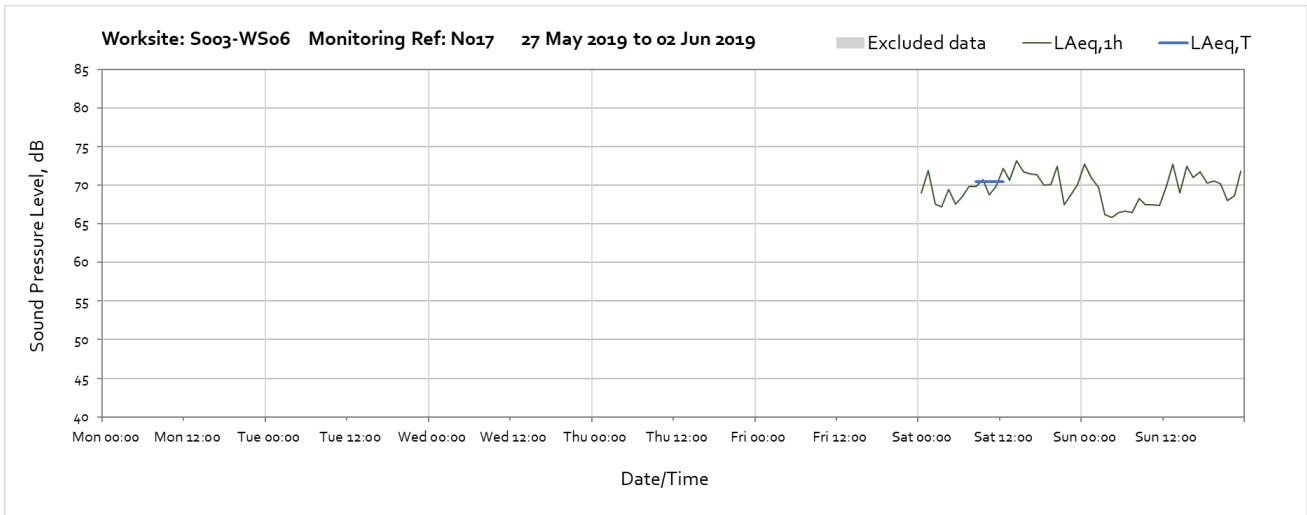 Worksite: S003-WS06 Monitoring Ref: N017 27 May 2019 to 02 Jun 2019
Excluded data LAeq,1h LAeq,T
85
80
75
70
65
60
55
50
45
40
Sound Pressure Level, dB
Mon 00:00 Mon 12:00 Tue 00:00 Tue 12:00 Wed 00:00 Wed 12:00 Thu 00:00 Thu 12:00 Fri 00:00 Fri 12:00 Sat 00:00 Sat 12:00 Sun 00:00 Sun 12:00
Date/Time